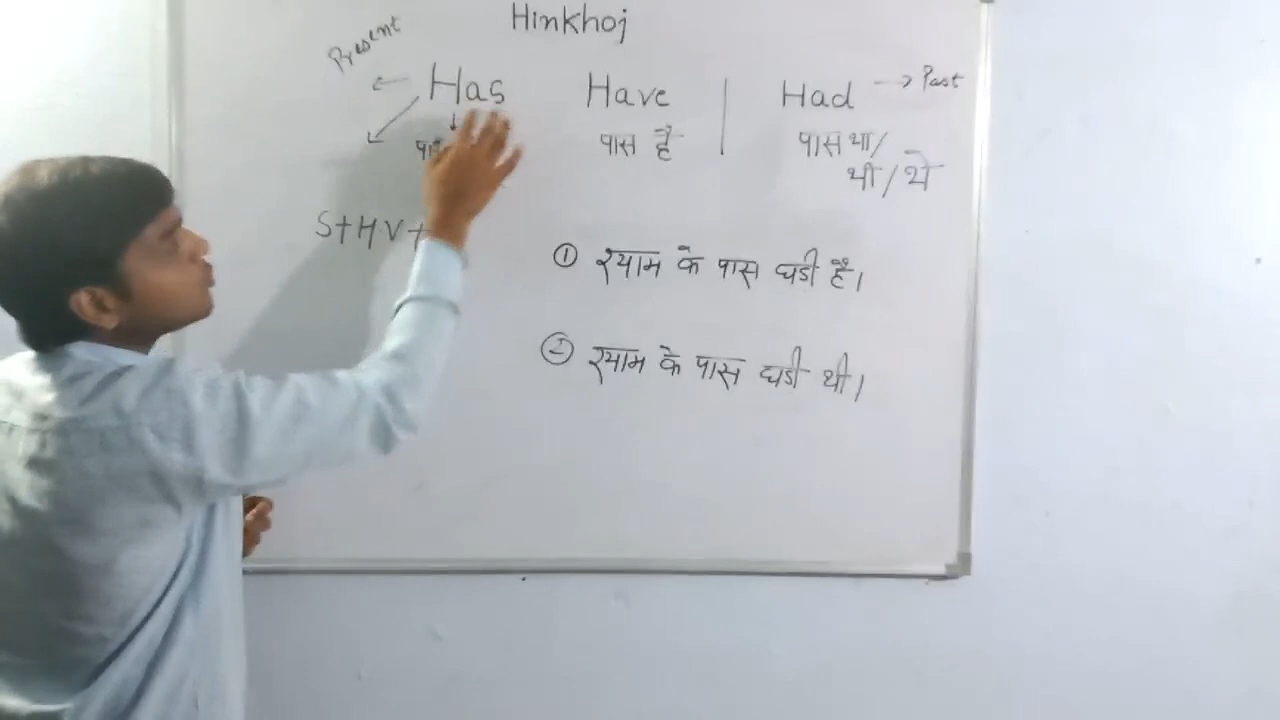 Hinkhoj
Present
Has Have Had → Past
पास है पास था/
थी/थे
S+HV+
① श्याम के पास घडी है।
② श्याम के पास घडी थी।